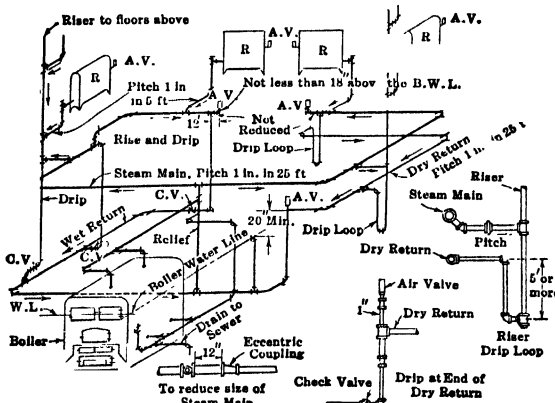 Riser to floors above
A.V.
R
A.V.
R
R
A.V.
R
A.V.
Pitch 1 in
in 5 ft
A V
Not less than 18" above the B.W.L.
12"
Not
Reduced
A.V
Rise and Drip
Drip Loop
Dry Return
Pitch 1 in. in 25 f
Steam Main, Pitch 1 in. in 25 ft
Drip
C.V.
A.V.
20" Min.
Wet Return
C.V.
Relief
Drip Loop
Boiler Water Line
C.V.
W.L.
Boiler
Drain to
Sewer
12"
Eccentric
Coupling
To reduce size of
Steam Main
Riser
Steam Main
Pitch
Dry Return
5' or
more
Riser
Drip Loop
Air Valve
1"
Dry Return
Check Valve
Drip at End of
Dry Return